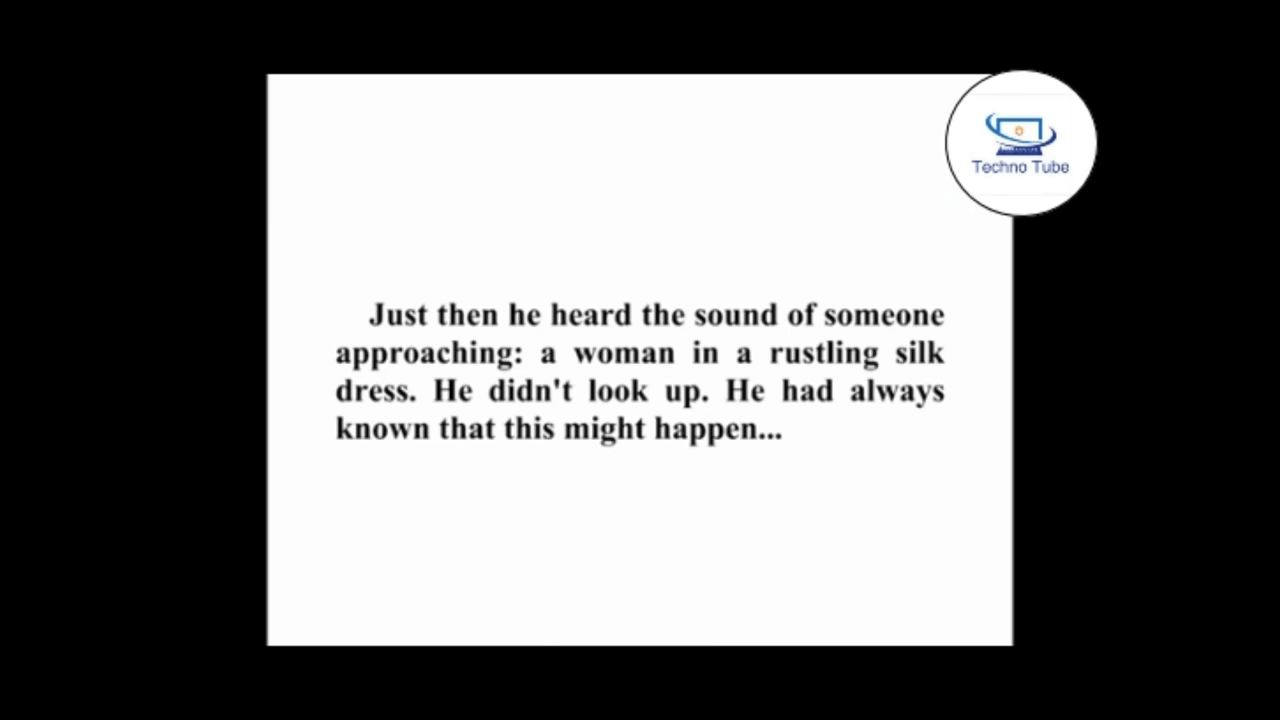 Techno Tube
Just then he heard the sound of someone
approaching: a woman in a rustling silk
dress. He didn't look up. He had always
known that this might happen...